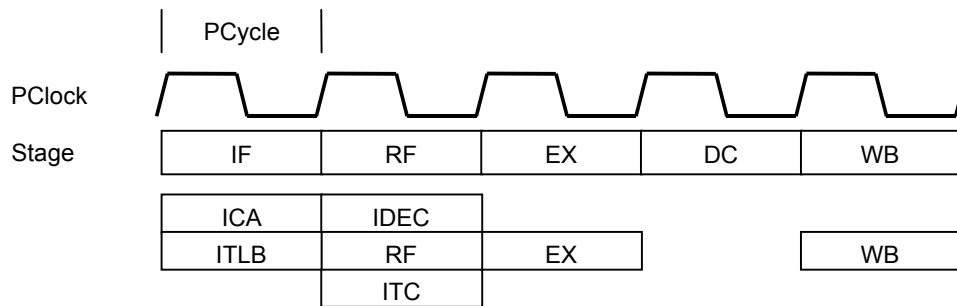 PCycle
PClock
Stage IF RF EX DC WB
ICA IDEC
ITLB RF EX WB
ITC